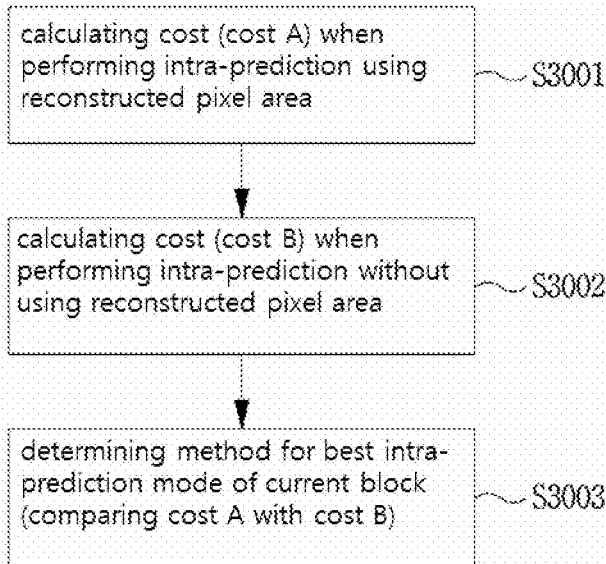 calculating cost (cost A) when
performing intra-prediction using
reconstructed pixel area
S3001
calculating cost (cost B) when
performing intra-prediction without
using reconstructed pixel area
S3002
determining method for best intra-
prediction mode of current block
(comparing cost A with cost B)
S3003